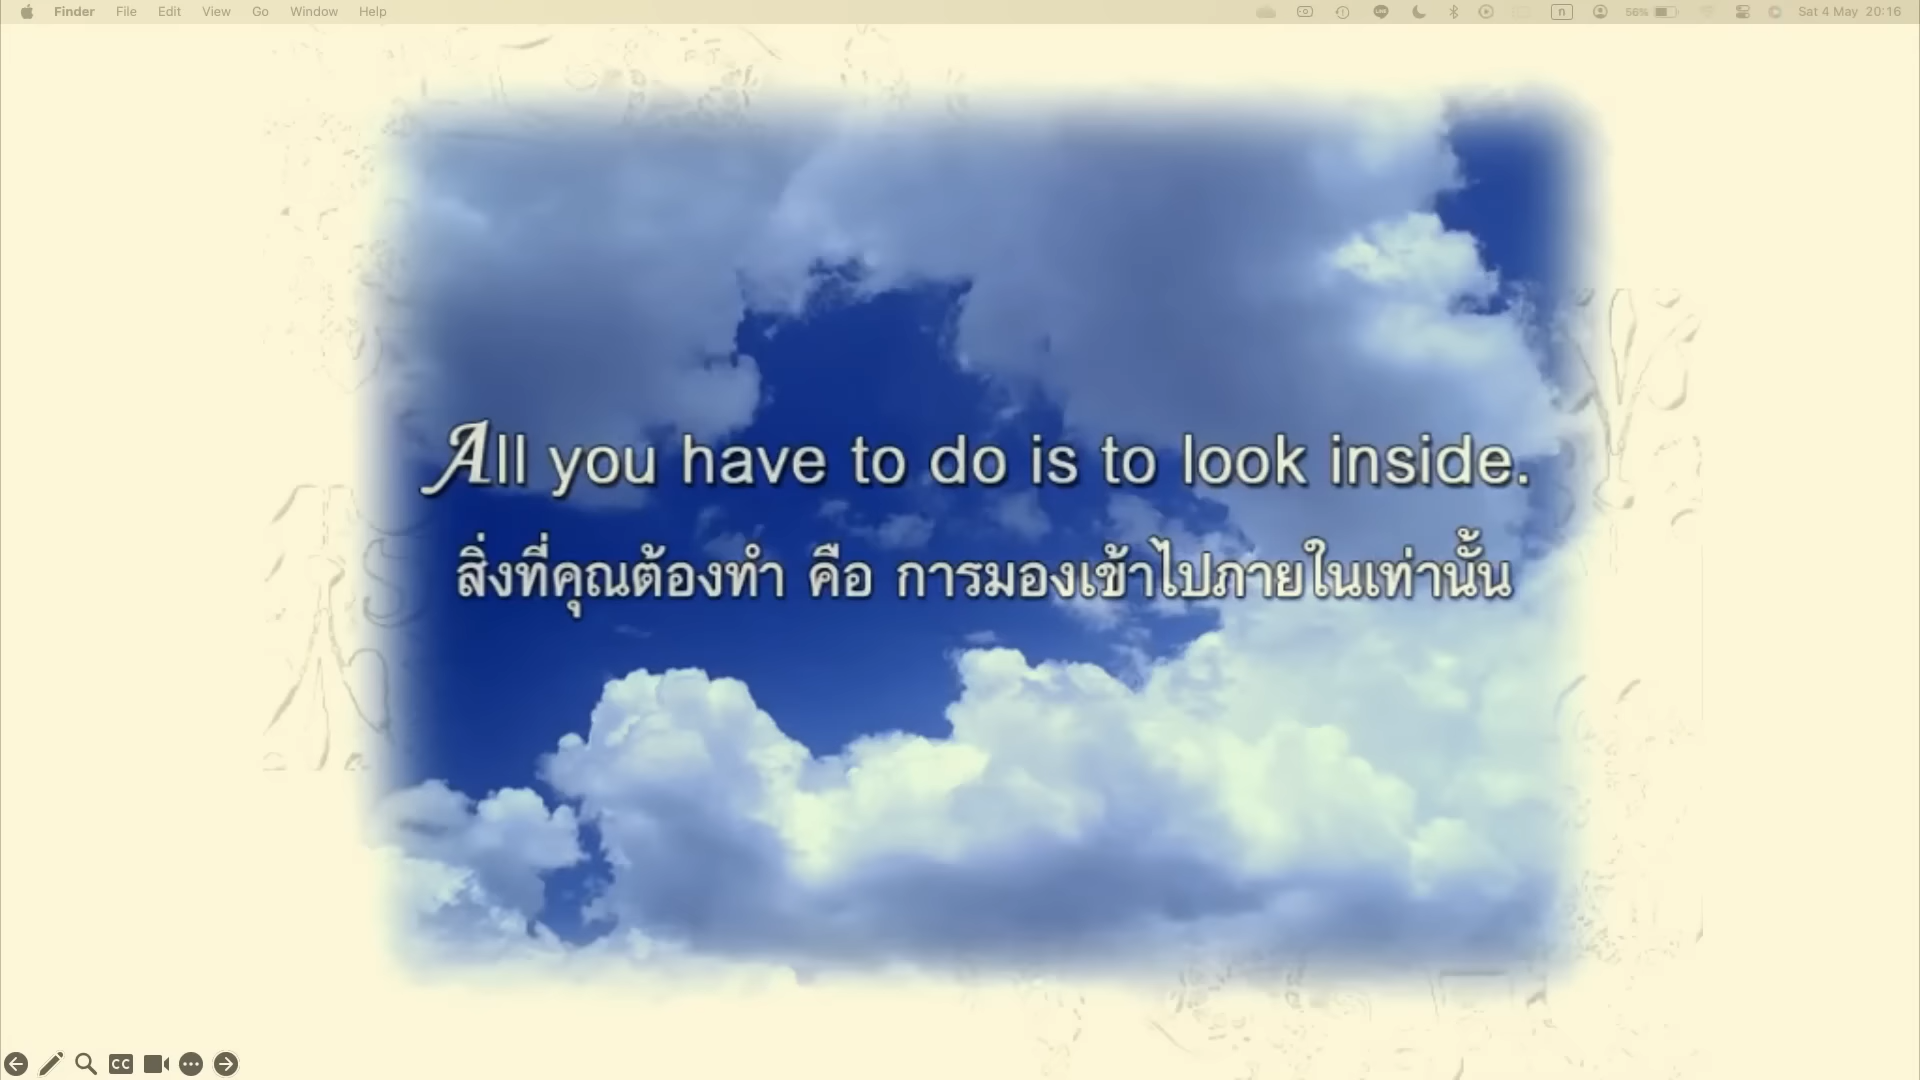 Finder File Edit View Go Window Help 56% Sat 4 May 20:16
All you have to do is to look inside.
สิ่งที่คุณต้องทำ คือ การมองเข้าไปภายในเท่านั้น
CC